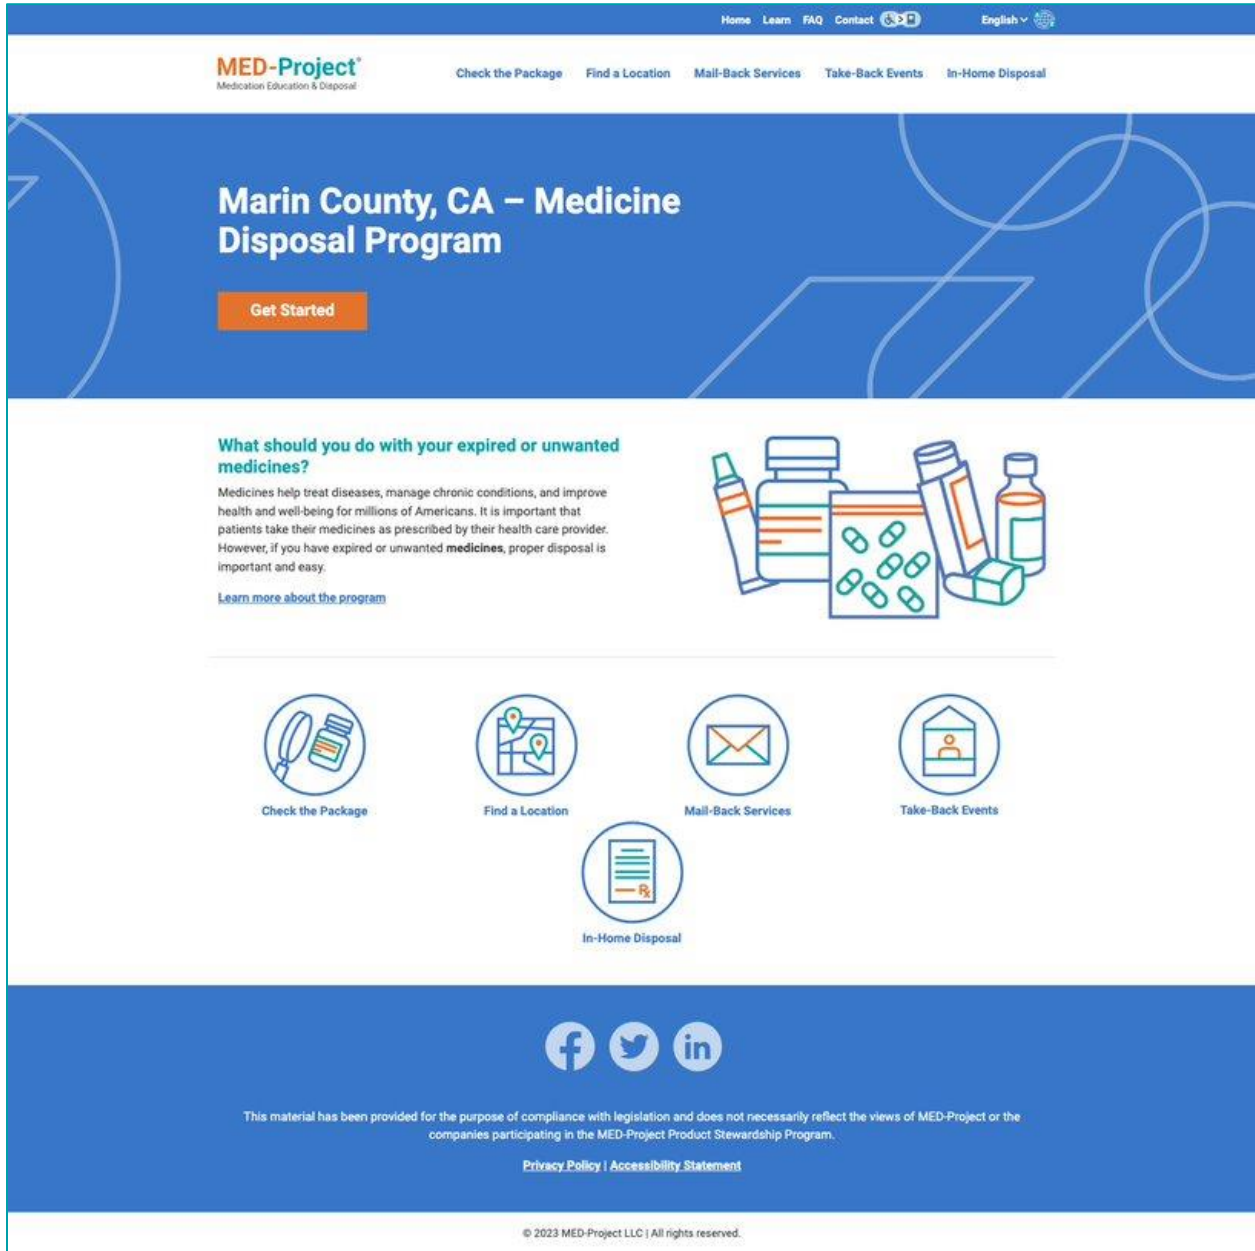 Home Learn FAQ Contact English
MED-Project®
Medication Education & Disposal
Check the Package Find a Location Mail-Back Services Take-Back Events In-Home Disposal
Marin County, CA – Medicine
Disposal Program
Get Started
What should you do with your expired or unwanted
medicines?
Medicines help treat diseases, manage chronic conditions, and improve
health and well-being for millions of Americans. It is important that
patients take their medicines as prescribed by their health care provider.
However, if you have expired or unwanted medicines, proper disposal is
important and easy.
Learn more about the program
Check the Package Find a Location Mail-Back Services Take-Back Events
℞
In-Home Disposal
f in
This material has been provided for the purpose of compliance with legislation and does not necessarily reflect the views of MED-Project or the
companies participating in the MED-Project Product Stewardship Program.
Privacy Policy | Accessibility Statement
© 2023 MED-Project LLC | All rights reserved.